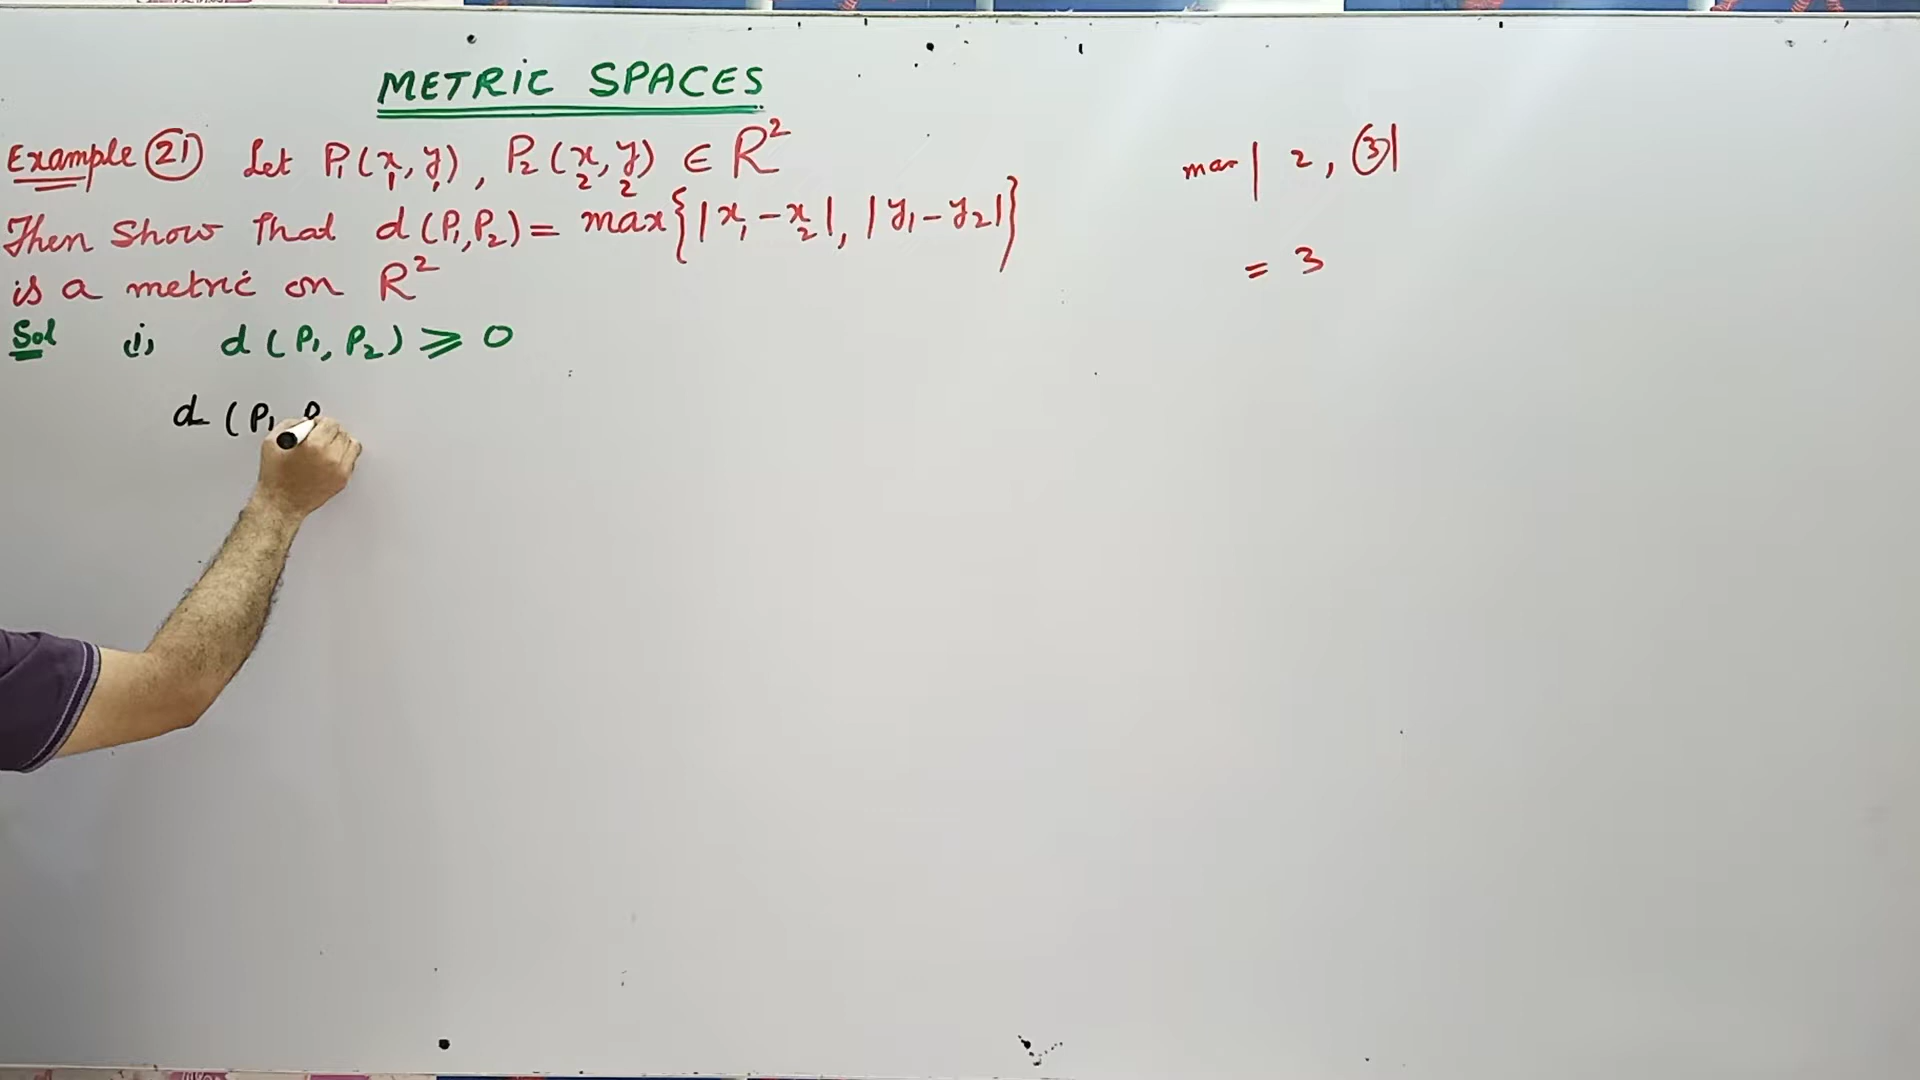 METRIC SPACES
Example 21 Let P₁(x₁, y₁), P₂(x₂, y₂) ∈ R²
Then show that d(P₁,P₂) = max{|x₁-x₂|, |y₁-y₂|}
is a metric on R²
Sol (i) d(P₁, P₂) ⩾ 0
d (P₁ P
max | 2, 3|
= 3